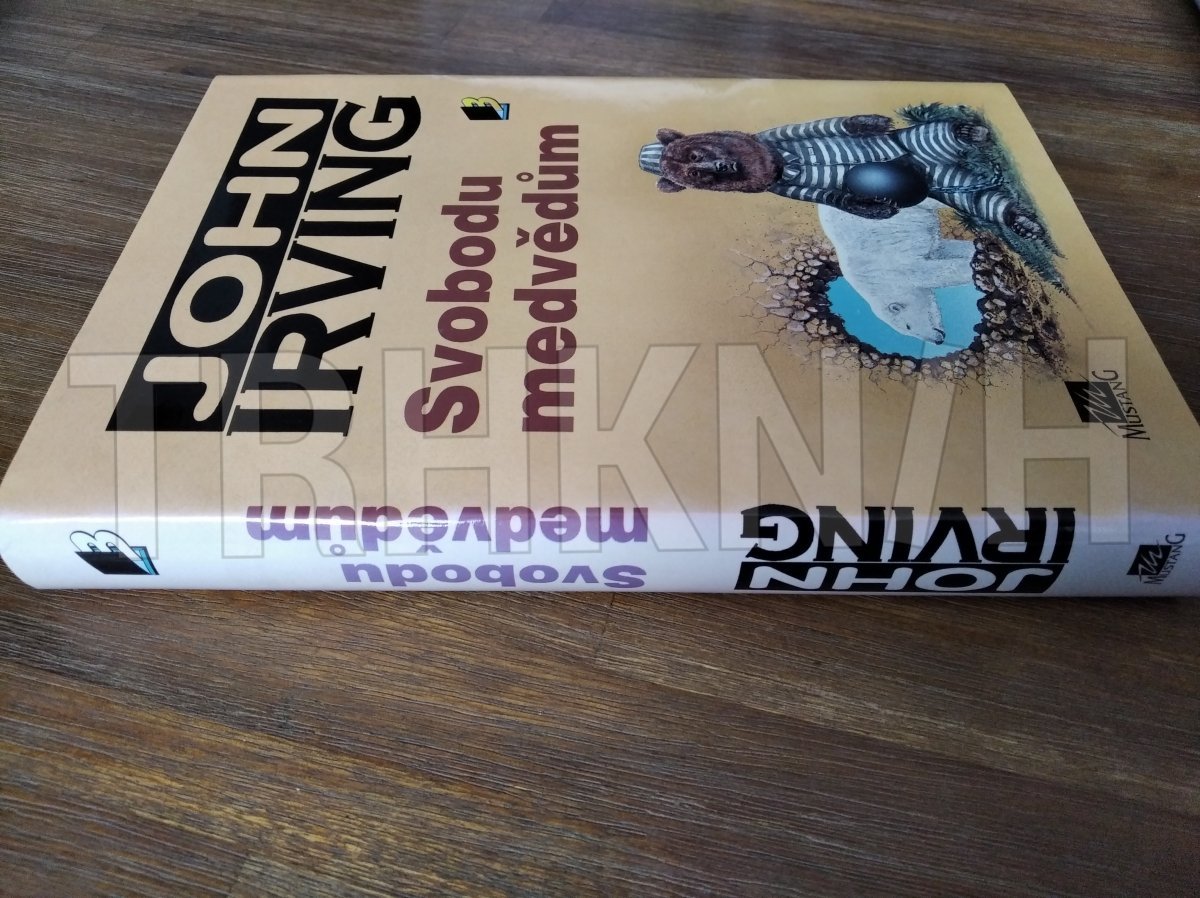 JOHN
IRVING
Svobodu
medvědům
MUSTANG
Svobodu
medvědům
JOHN
IRVING
MUSTANG
TRHKNIH